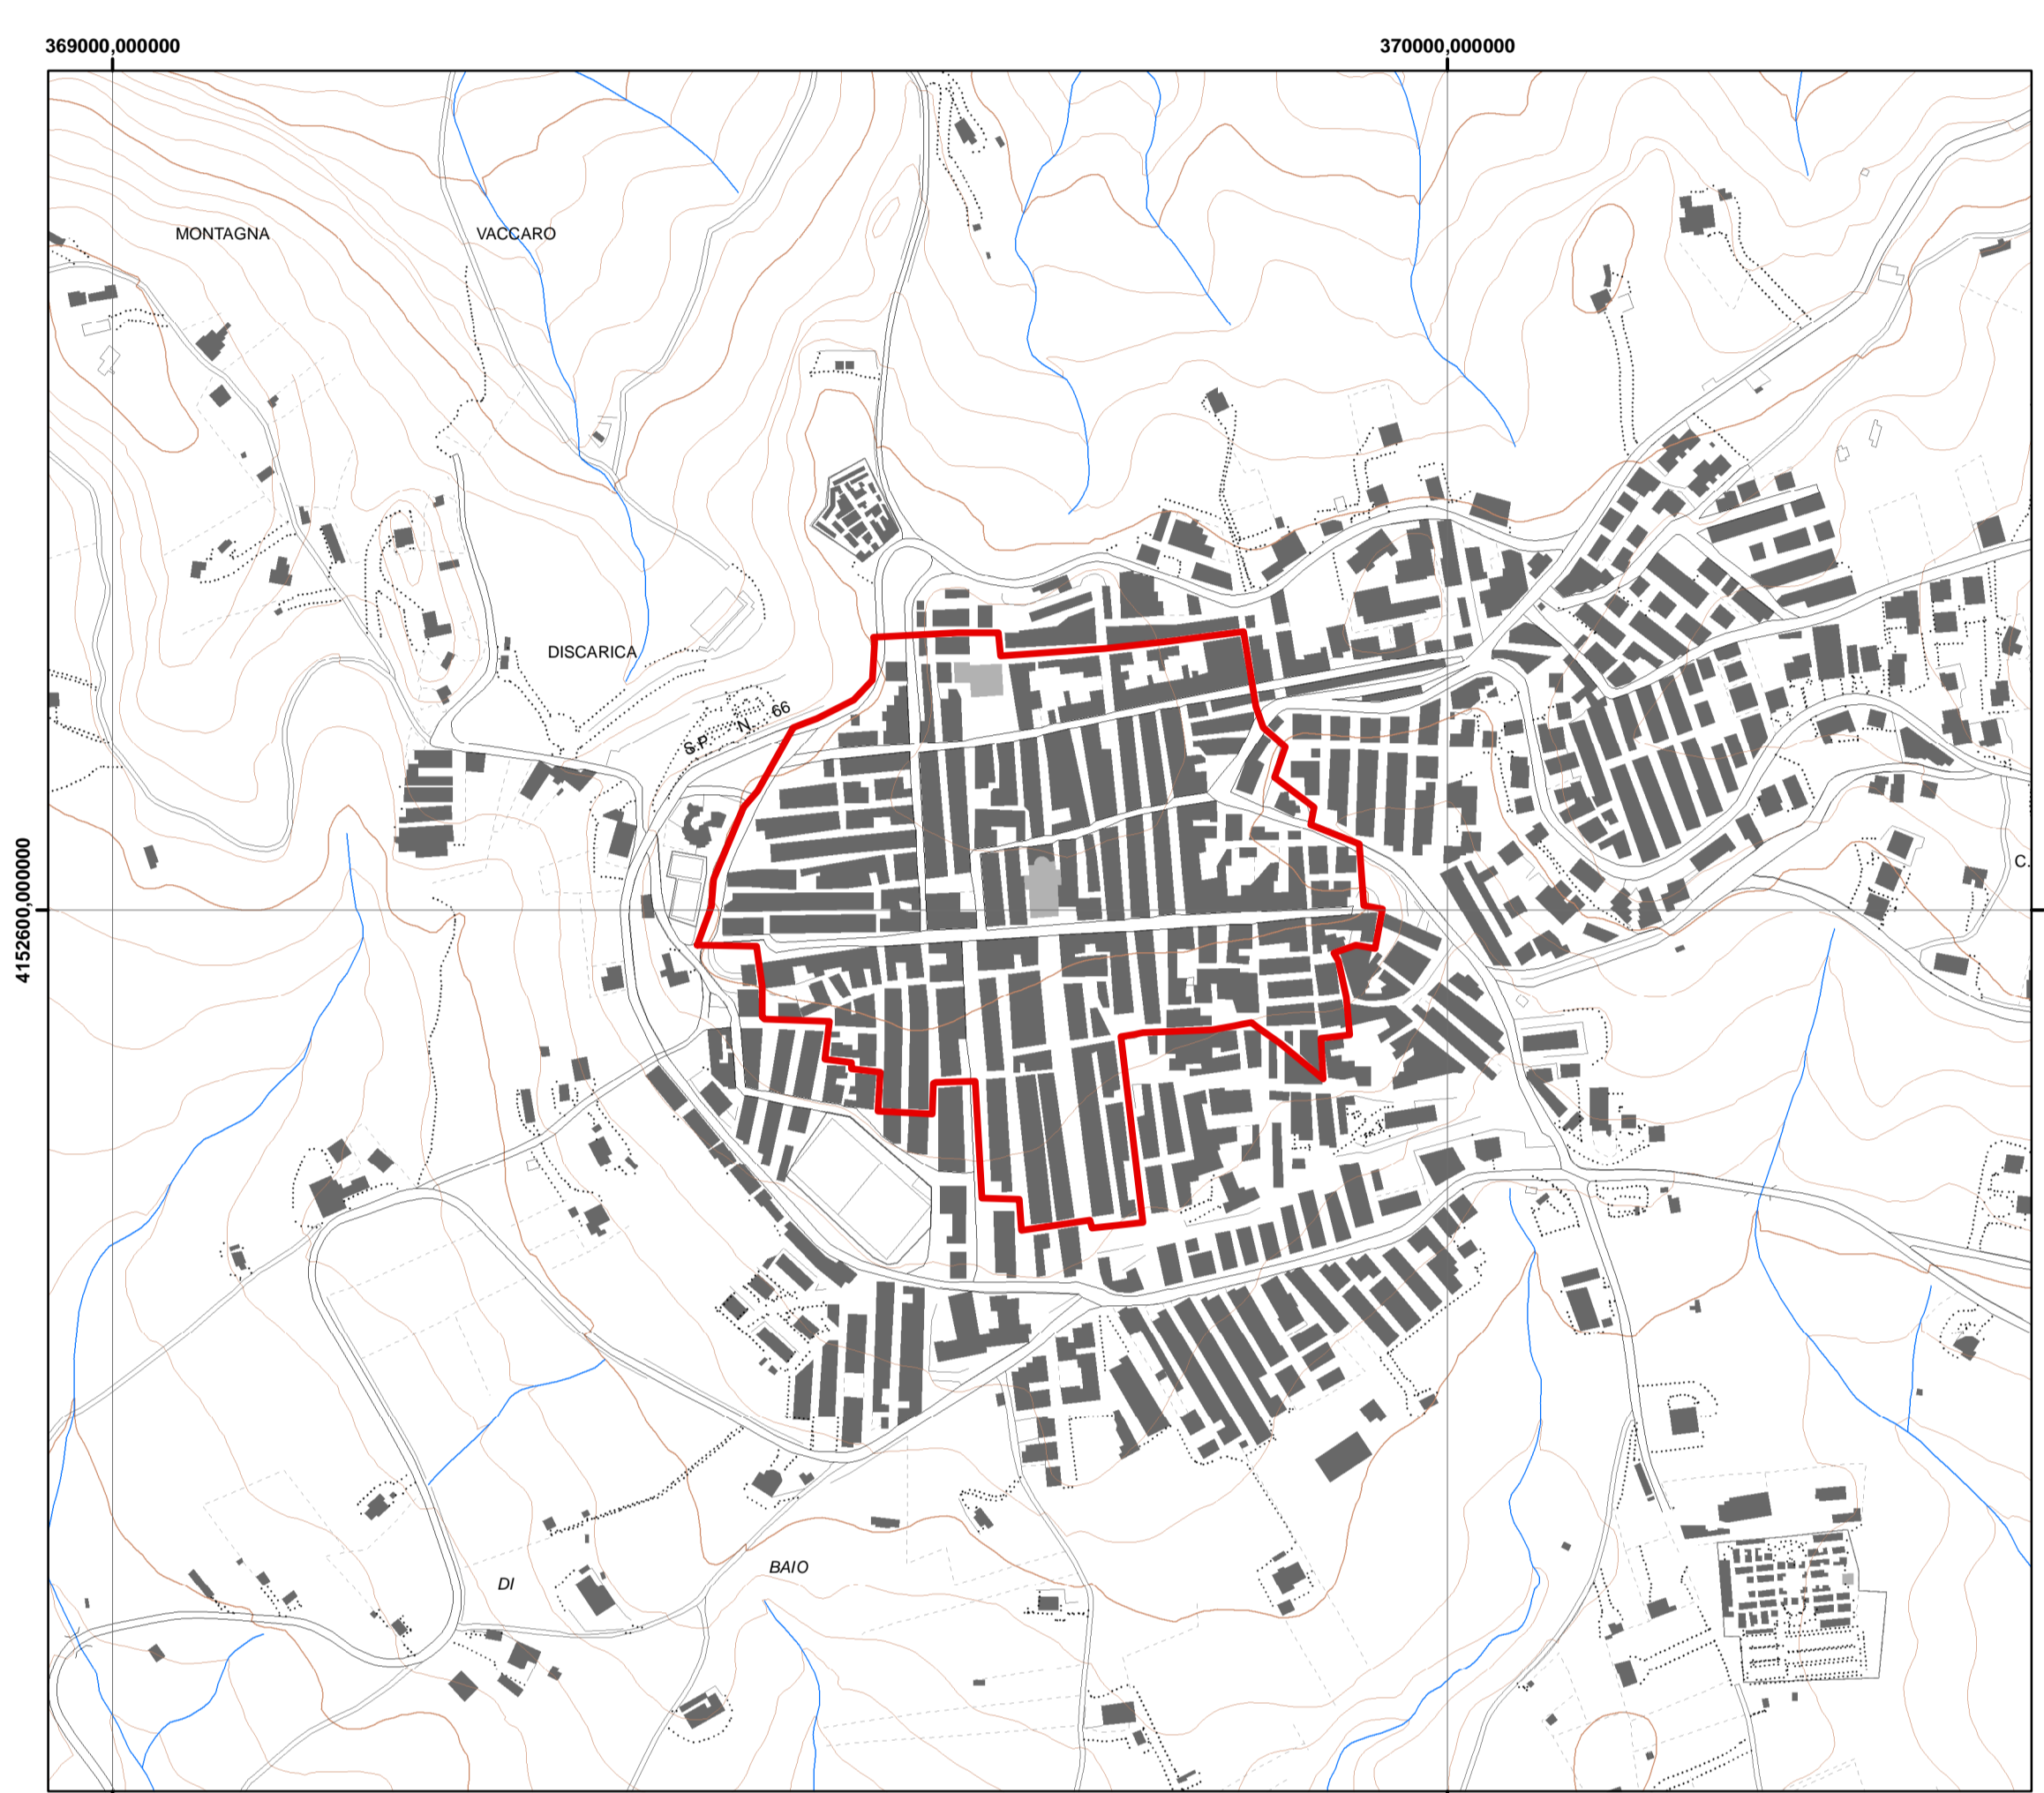 369000,000000
370000,000000
MONTAGNA
VACCARO
DISCARICA
S.P. N. 66
4152600,000000
C.
DI
BAIO